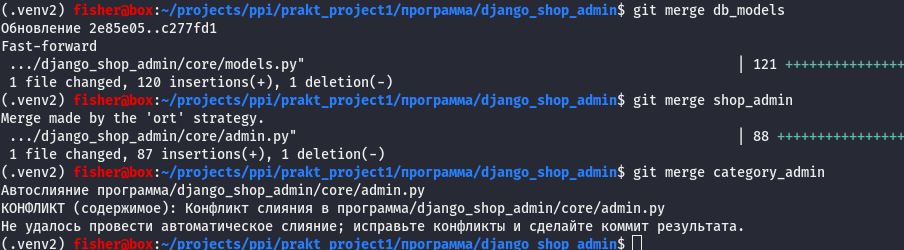 (.venv2) fisher@box:~/projects/ppi/prakt_project1/программа/django_shop_admin$ git merge db_models
Обновление 2e85e05..c277fd1
Fast-forward
.../django_shop_admin/core/models.py" | 121 +++++++++++++++
1 file changed, 120 insertions(+), 1 deletion(-)
(.venv2) fisher@box:~/projects/ppi/prakt_project1/программа/django_shop_admin$ git merge shop_admin
Merge made by the 'ort' strategy.
.../django_shop_admin/core/admin.py" | 88 ++++++++++++++++
1 file changed, 87 insertions(+), 1 deletion(-)
(.venv2) fisher@box:~/projects/ppi/prakt_project1/программа/django_shop_admin$ git merge category_admin
Автослияние программа/django_shop_admin/core/admin.py
КОНФЛИКТ (содержимое): Конфликт слияния в программа/django_shop_admin/core/admin.py
Не удалось провести автоматическое слияние; исправьте конфликты и сделайте коммит результата.
(.venv2) fisher@box:~/projects/ppi/prakt_project1/программа/django_shop_admin$